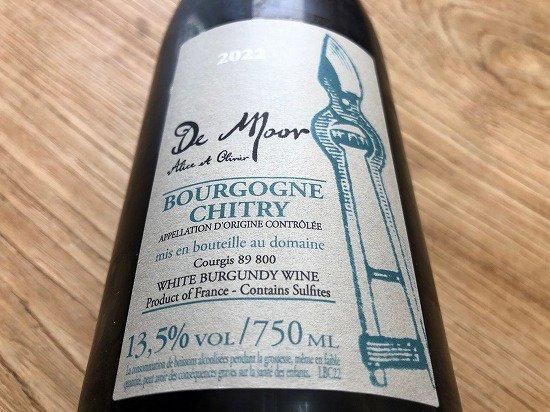 2022
De Moor
Alice et Olivier
BOURGOGNE
CHITRY
APPELLATION D'ORIGINE CONTRÔLÉE
mis en bouteille au domaine
Courgis 89 800
WHITE BURGUNDY WINE
Product of France - Contains Sulfites
13,5% VOL/750 ML
La consommation de boissons alcoolisées pendant la grossesse, même en faible
quantité, peut avoir des conséquences graves sur la santé des enfants. LBC22